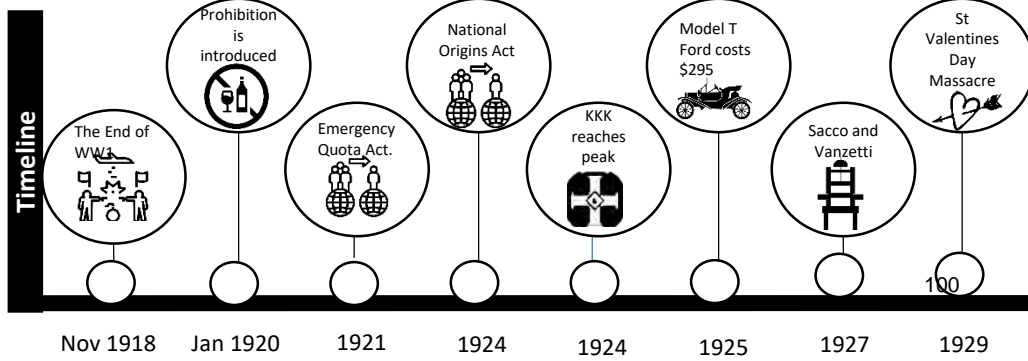 Timeline
The End of
WW1
Prohibition
is
introduced
Emergency
Quota Act.
National
Origins Act
KKK
reaches
peak
Model T
Ford costs
$295
Sacco and
Vanzetti
St
Valentines
Day
Massacre
100
Nov 1918
Jan 1920
1921
1924
1924
1925
1927
1929